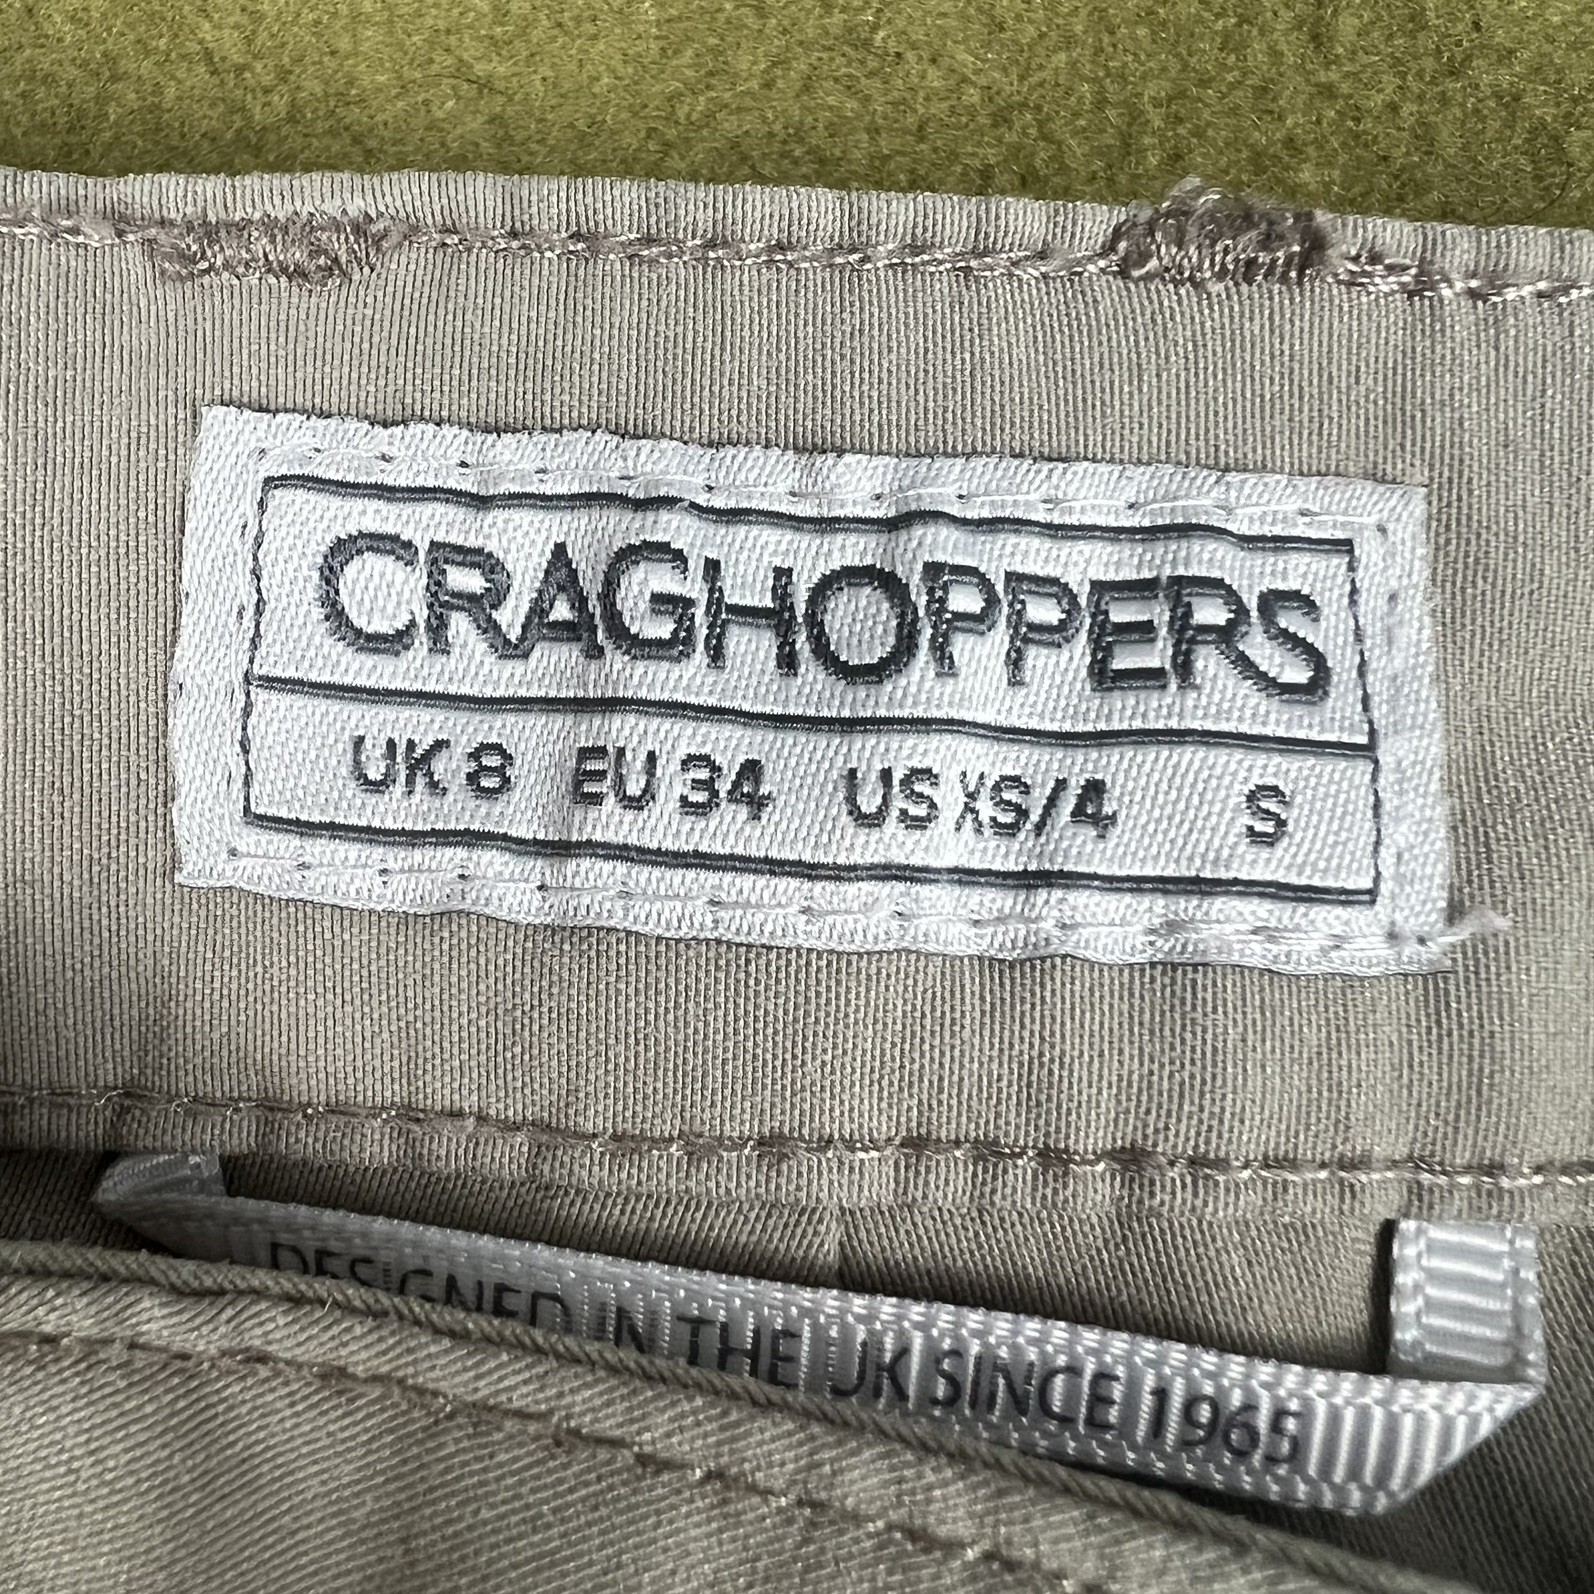 CRAGHOPPERS
UK 8 EU 34 US XS/4 S
DESIGNED IN THE UK SINCE 1965